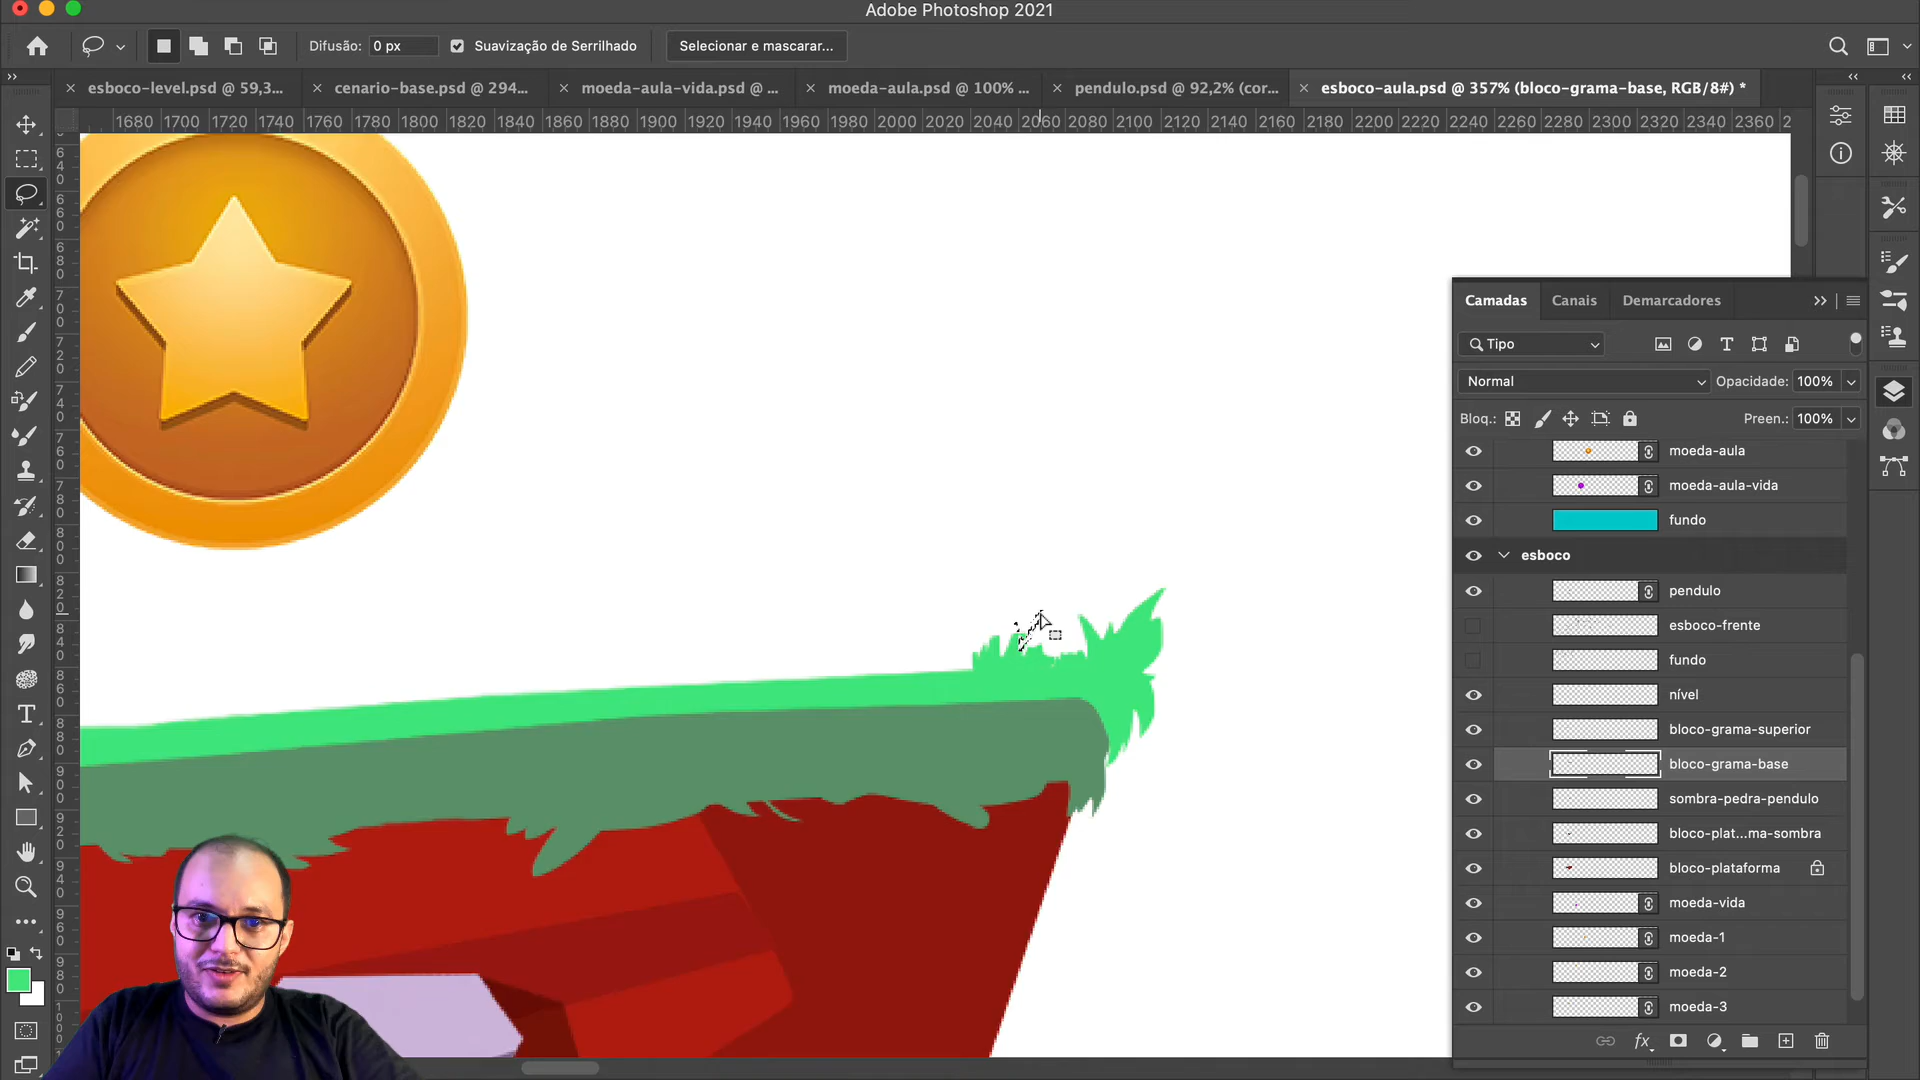 Adobe Photoshop 2021
Difusão: 0 px Suavização de Serrilhado Selecionar e mascarar...
esboco-level.psd @ 59,3... cenario-base.psd @ 294... moeda-aula-vida.psd @ ... moeda-aula.psd @ 100% ... pendulo.psd @ 92,2% (cor... esboco-aula.psd @ 357% (bloco-grama-base, RGB/8#) *
1680 1700 1720 1740 1760 1780 1800 1820 1840 1860 1880 1900 1920 1940 1960 1980 2000 2020 2040 2060 2080 2100 2120 2140 2160 2180 2200 2220 2240 2260 2280 2300 2320 2340 2360 2
Camadas Canais Demarcadores
Tipo
Normal Opacidade: 100%
Bloq.: Preen.: 100%
moeda-aula
moeda-aula-vida
fundo
esboco
pendulo
esboco-frente
fundo
nível
bloco-grama-superior
bloco-grama-base
sombra-pedra-pendulo
bloco-plat...ma-sombra
bloco-plataforma
moeda-vida
moeda-1
moeda-2
moeda-3